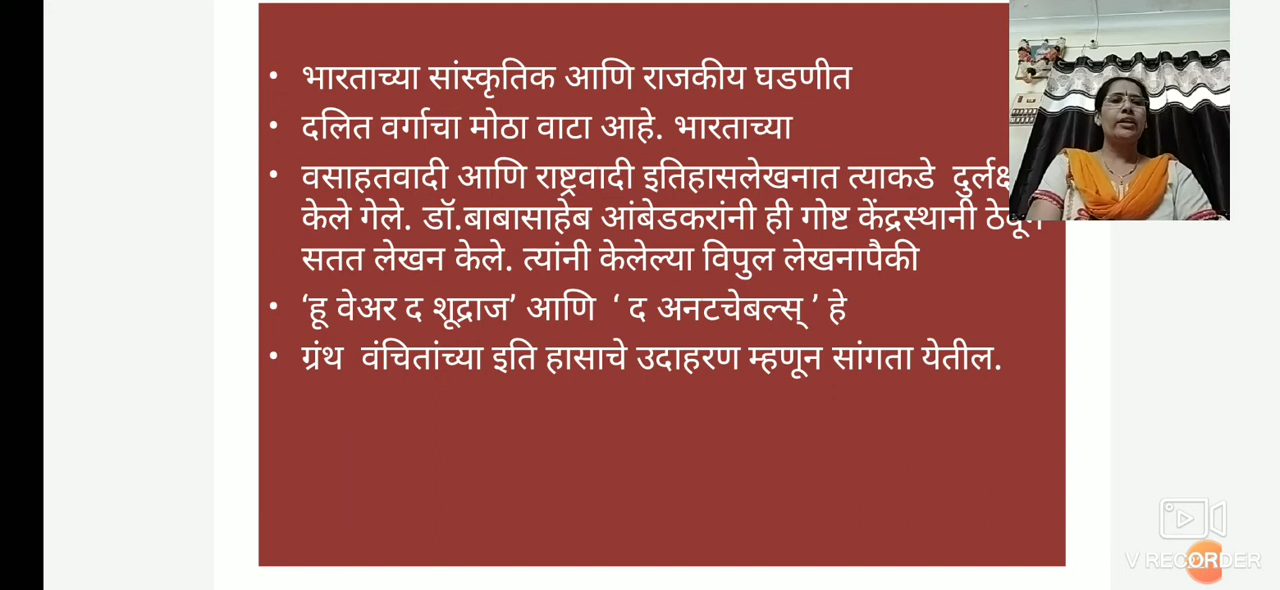 • भारताच्या सांस्कृतिक आणि राजकीय घडणीत
• दलित वर्गाचा मोठा वाटा आहे. भारताच्या
• वसाहतवादी आणि राष्ट्रवादी इतिहासलेखनात त्याकडे
केले गेले. डॉ.बाबासाहेब आंबेडकरांनी ही गोष्ट केंद्रस्थानी
सतत लेखन केले. त्यांनी केलेल्या विपुल लेखनापैकी
• ‘हू वेअर द शूद्राज’ आणि ‘ द अनटचेबल्स् ’ हे
• ग्रंथ वंचितांच्या इति हासाचे उदाहरण म्हणून सांगता येतील.
V RECORDER